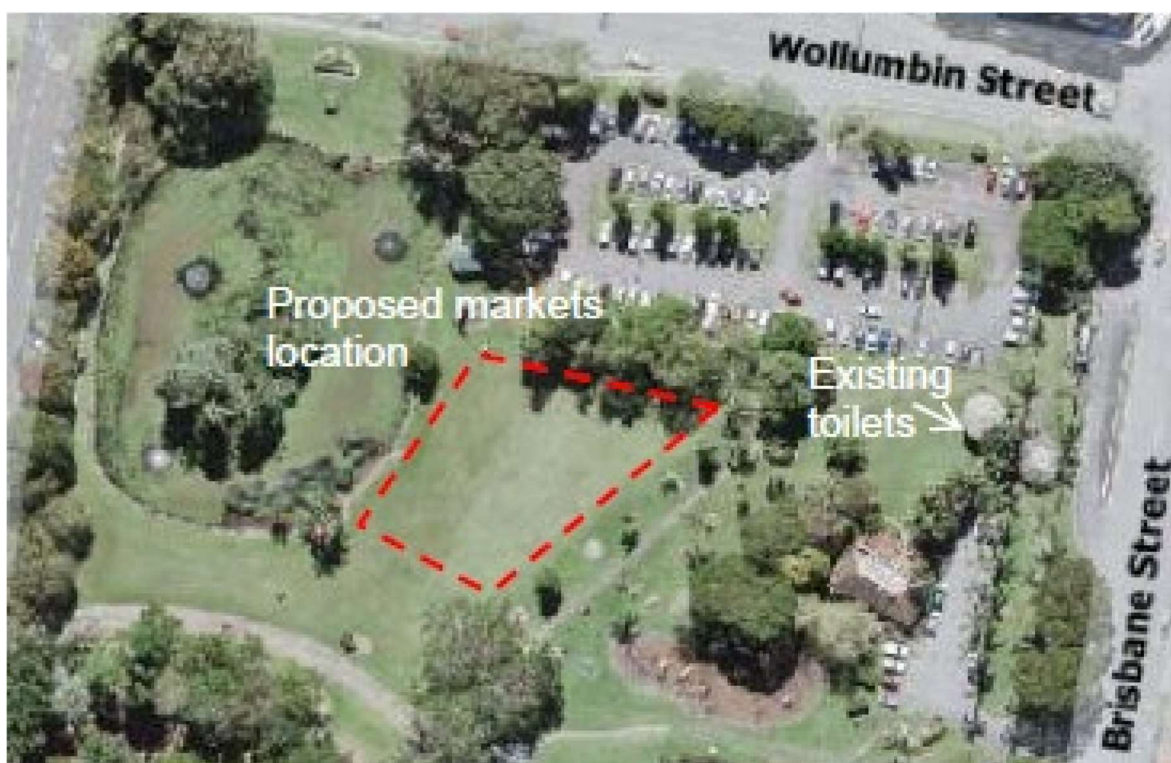 Wollumbin Street
Proposed markets
location
Existing
toilets
Brisbane Street